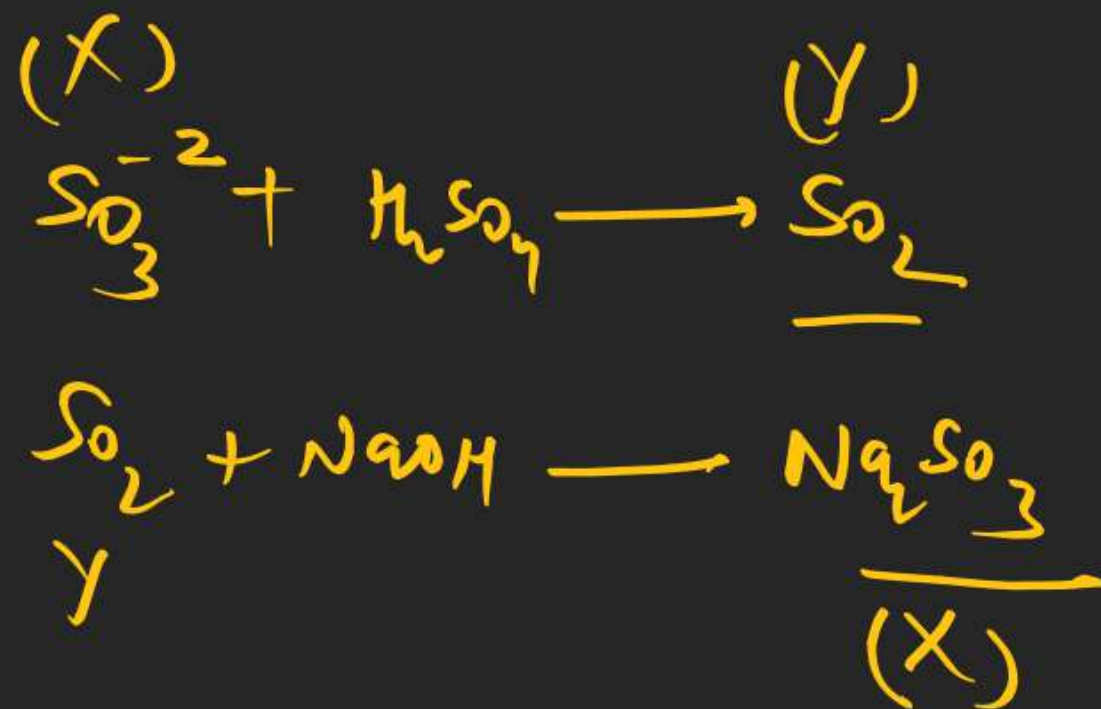 (X) (Y)
SO₃⁻² + H₂SO₄ ⟶ SO₂
SO₂ + NaOH ⟶ Na₂SO₃
Y (X)